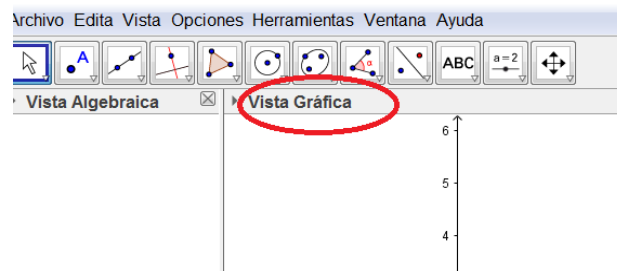 Archivo Edita Vista Opciones Herramientas Ventana Ayuda
A α ABC a=2
Vista Algebraica Vista Gráfica
6
5
4